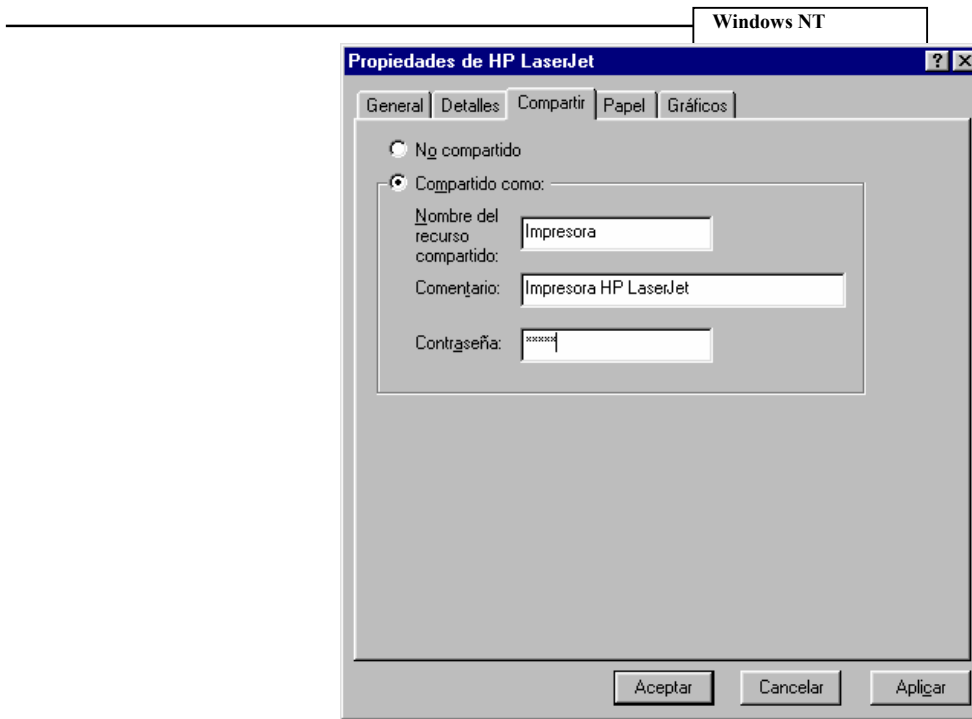 Windows NT
Propiedades de HP LaserJet
General Detalles Compartir Papel Gráficos
No compartido
Compartido como:
Nombre del
recurso
compartido:
Impresora
Comentario: Impresora HP LaserJet
Contraseña: *****
Aceptar Cancelar Aplicar